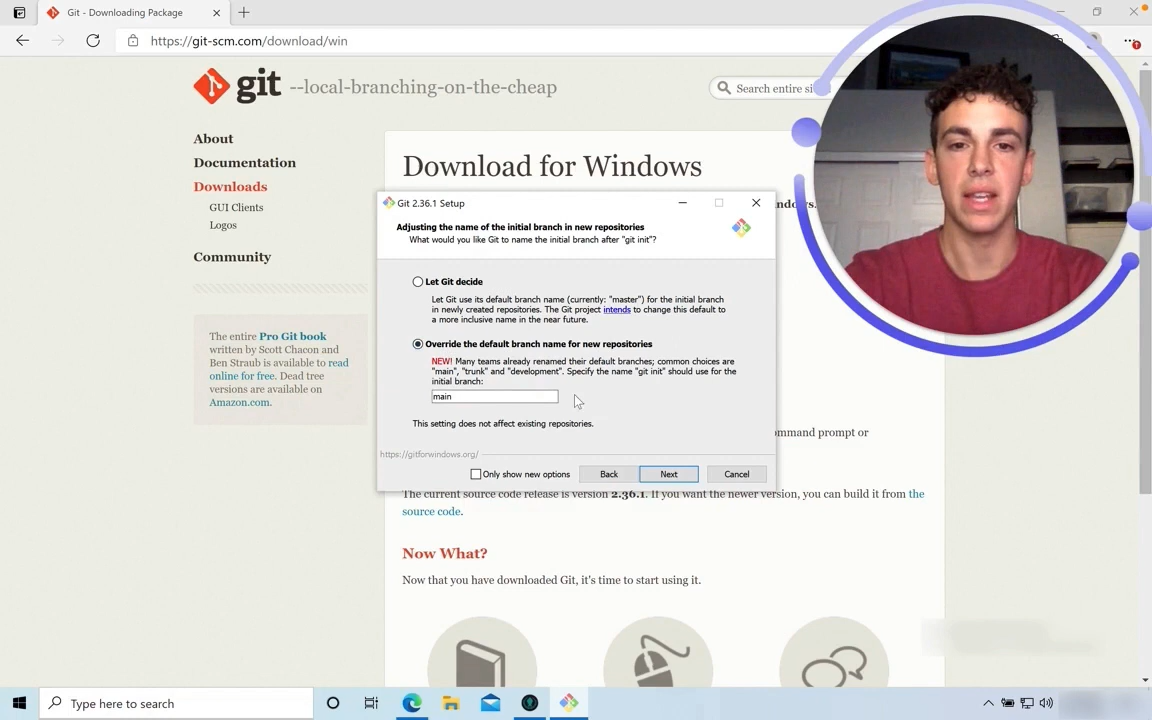 Git - Downloading Package
https://git-scm.com/download/win
git --local-branching-on-the-cheap
Search entire si
About
Documentation
Downloads
GUI Clients
Logos
Community
The entire Pro Git book
written by Scott Chacon and
Ben Straub is available to read
online for free. Dead tree
versions are available on
Amazon.com.
Download for Windows
ndows.
Git 2.36.1 Setup
Adjusting the name of the initial branch in new repositories
What would you like Git to name the initial branch after "git init"?
Let Git decide
Let Git use its default branch name (currently: "master") for the initial branch
in newly created repositories. The Git project intends to change this default to
a more inclusive name in the near future.
Override the default branch name for new repositories
NEW! Many teams already renamed their default branches; common choices are
"main", "trunk" and "development". Specify the name "git init" should use for the
initial branch:
main
This setting does not affect existing repositories.
https://gitforwindows.org/
Only show new options
Back
Next
Cancel
mmand prompt or
The current source code release is version 2.36.1. If you want the newer version, you can build it from the
source code.
Now What?
Now that you have downloaded Git, it's time to start using it.
Type here to search